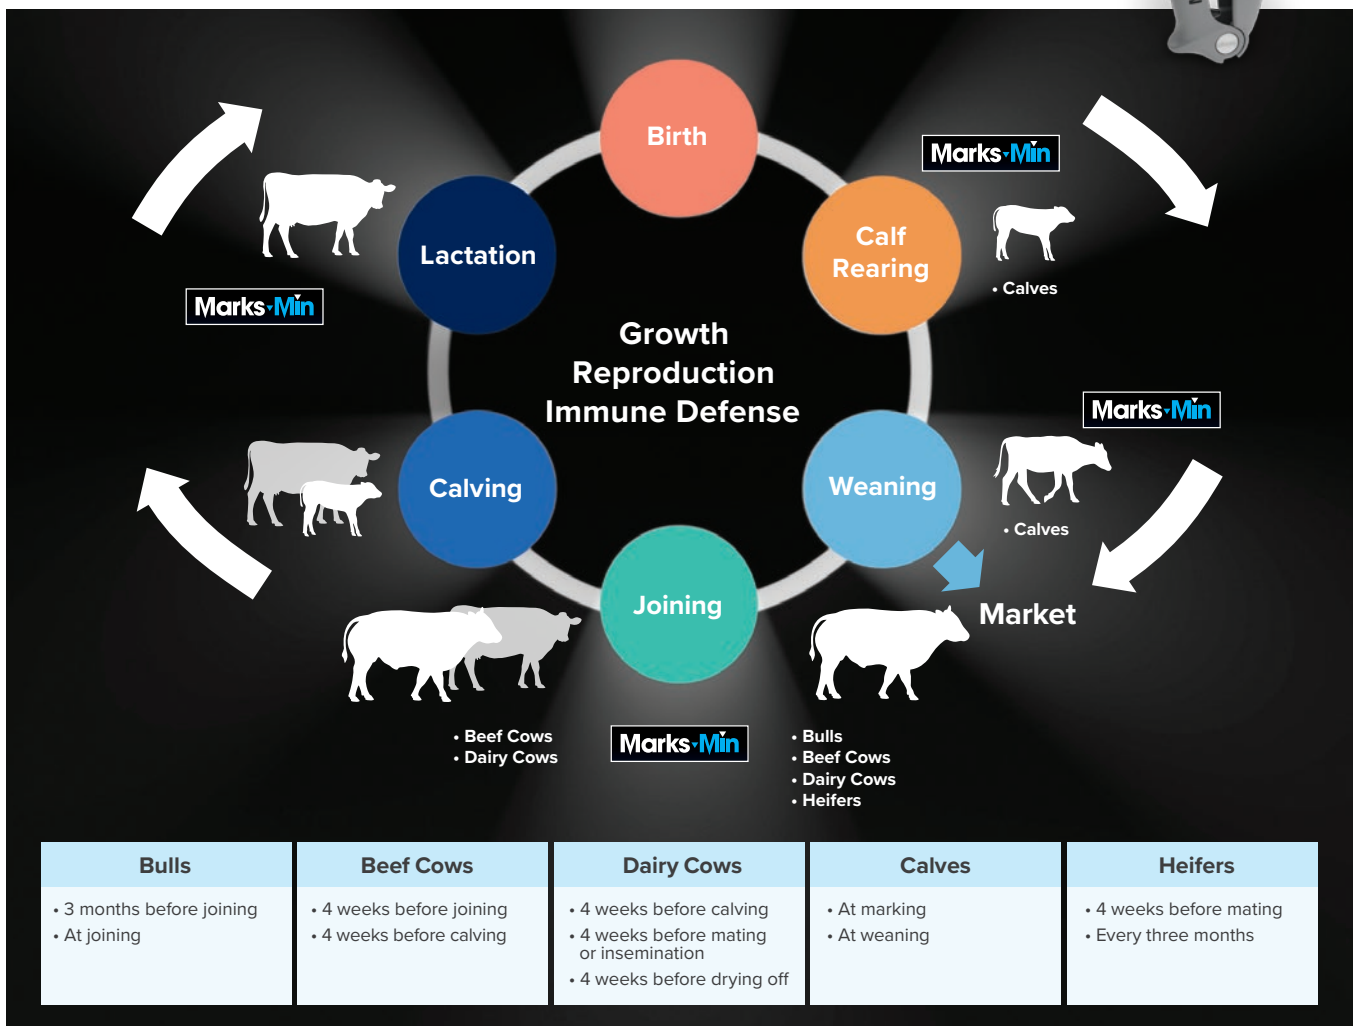 Birth
Marks Min
Calf
Rearing
• Calves
Lactation
Marks Min
Growth
Reproduction
Immune Defense
Marks Min
Weaning
• Calves
Calving
Joining
Market
• Beef Cows
• Dairy Cows
Marks Min
• Bulls
• Beef Cows
• Dairy Cows
• Heifers
Bulls
• 3 months before joining
• At joining
Beef Cows
• 4 weeks before joining
• 4 weeks before calving
Dairy Cows
• 4 weeks before calving
• 4 weeks before mating
or insemination
• 4 weeks before drying off
Calves
• At marking
• At weaning
Heifers
• 4 weeks before mating
• Every three months